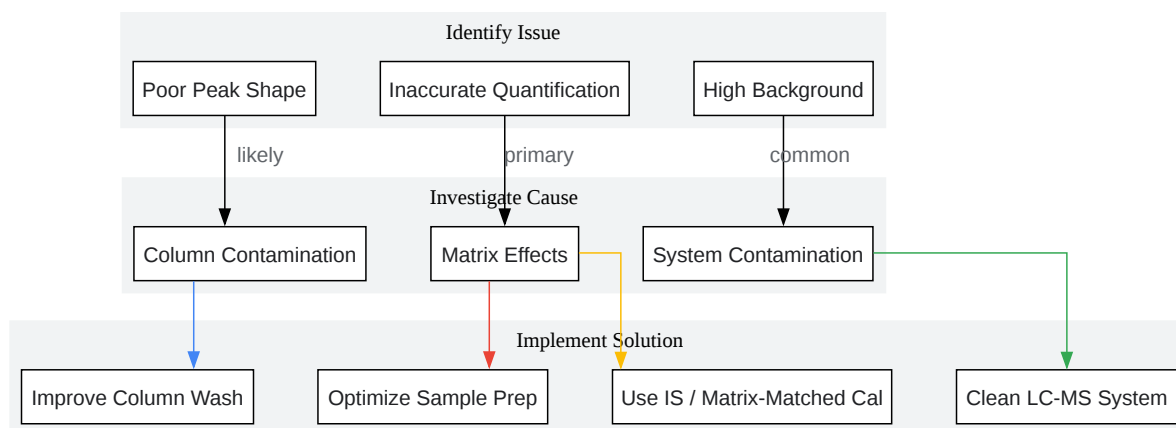 Identify Issue
Poor Peak Shape
Inaccurate Quantification
High Background
likely
primary
common
Investigate Cause
Column Contamination
Matrix Effects
System Contamination
Implement Solution
Improve Column Wash
Optimize Sample Prep
Use IS / Matrix-Matched Cal
Clean LC-MS System